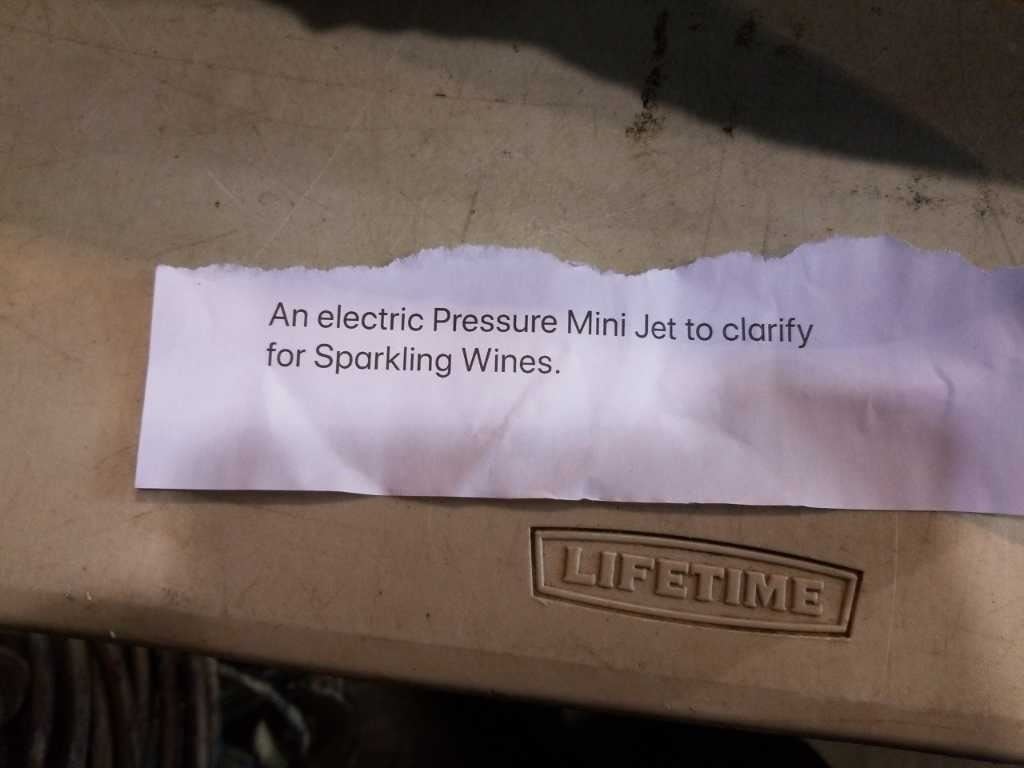 An electric Pressure Mini Jet to clarify
for Sparkling Wines.
LIFETIME